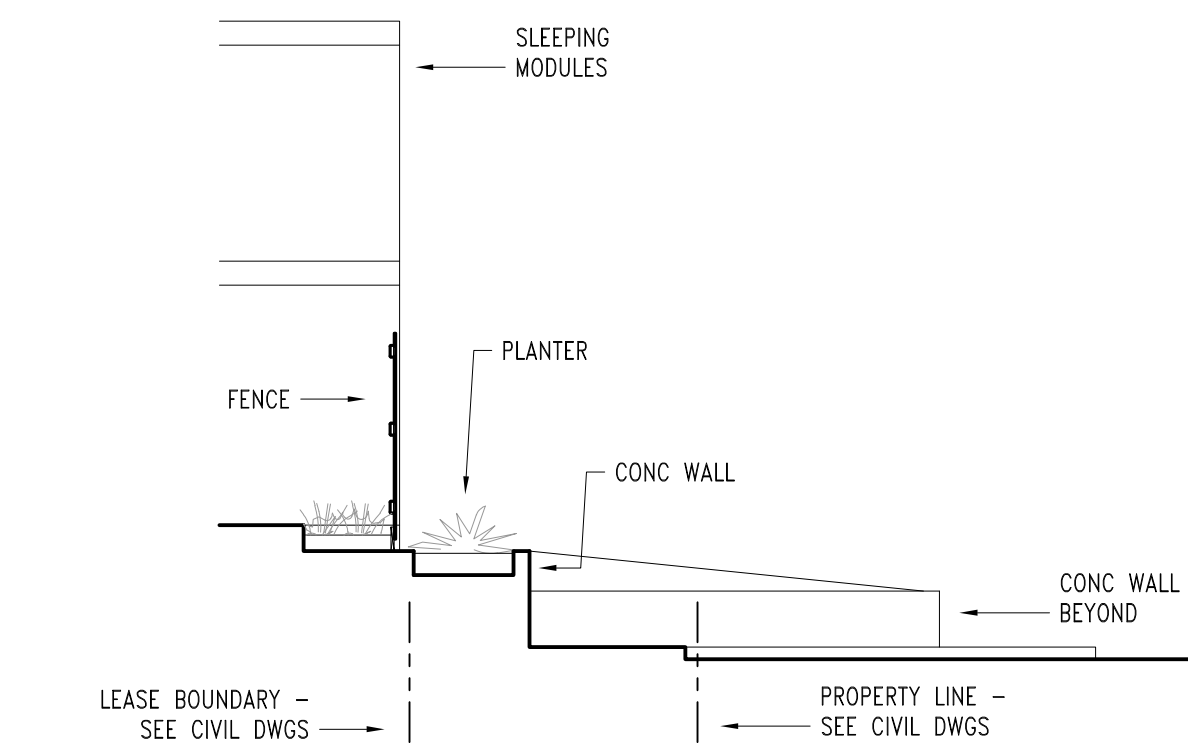 SLEEPING
MODULES
PLANTER
FENCE
CONC WALL
CONC WALL
BEYOND
LEASE BOUNDARY –
SEE CIVIL DWGS
PROPERTY LINE –
SEE CIVIL DWGS